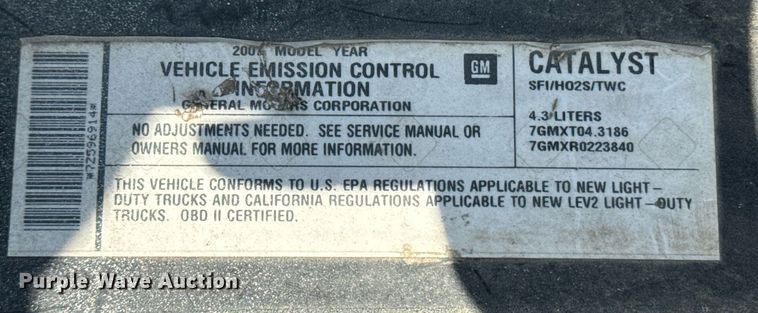 2007 MODEL YEAR
VEHICLE EMISSION CONTROL
INFORMATION
GENERAL MOTORS CORPORATION
GM
CATALYST
SFI/HO2S/TWC
4.3 LITERS
7GMXT04.3186
7GMXR0223840
NO ADJUSTMENTS NEEDED. SEE SERVICE MANUAL OR
OWNERS MANUAL FOR MORE INFORMATION.
THIS VEHICLE CONFORMS TO U.S. EPA REGULATIONS APPLICABLE TO NEW LIGHT-
DUTY TRUCKS AND CALIFORNIA REGULATIONS APPLICABLE TO NEW LEV2 LIGHT-DUTY
TRUCKS. OBD II CERTIFIED.
*72596914*
Purple Wave Auction